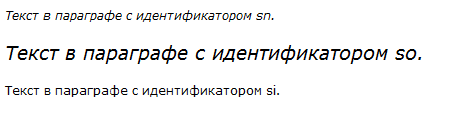 Текст в параграфе с идентификатором sn.
Текст в параграфе с идентификатором so.
Текст в параграфе с идентификатором si.